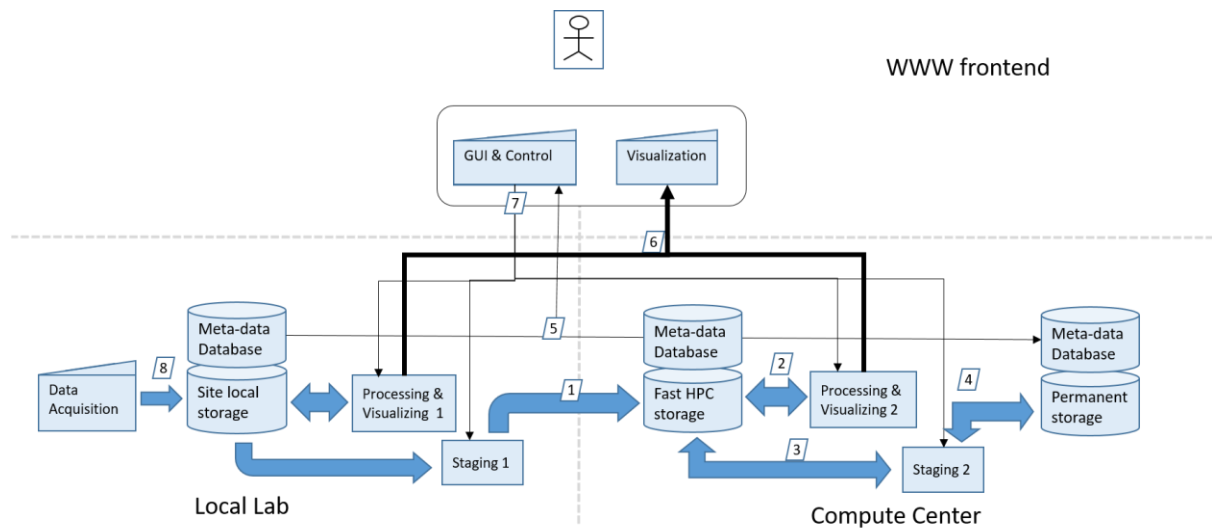 WWW frontend
GUI & Control
Visualization
7
6
5
Meta-data
Database
Meta-data
Database
Meta-data
Database
8
Data
Acquisition
Site local
storage
Processing &
Visualizing 1
1
Fast HPC
storage
2
Processing &
Visualizing 2
4
Permanent
storage
Staging 1
3
Staging 2
Local Lab
Compute Center